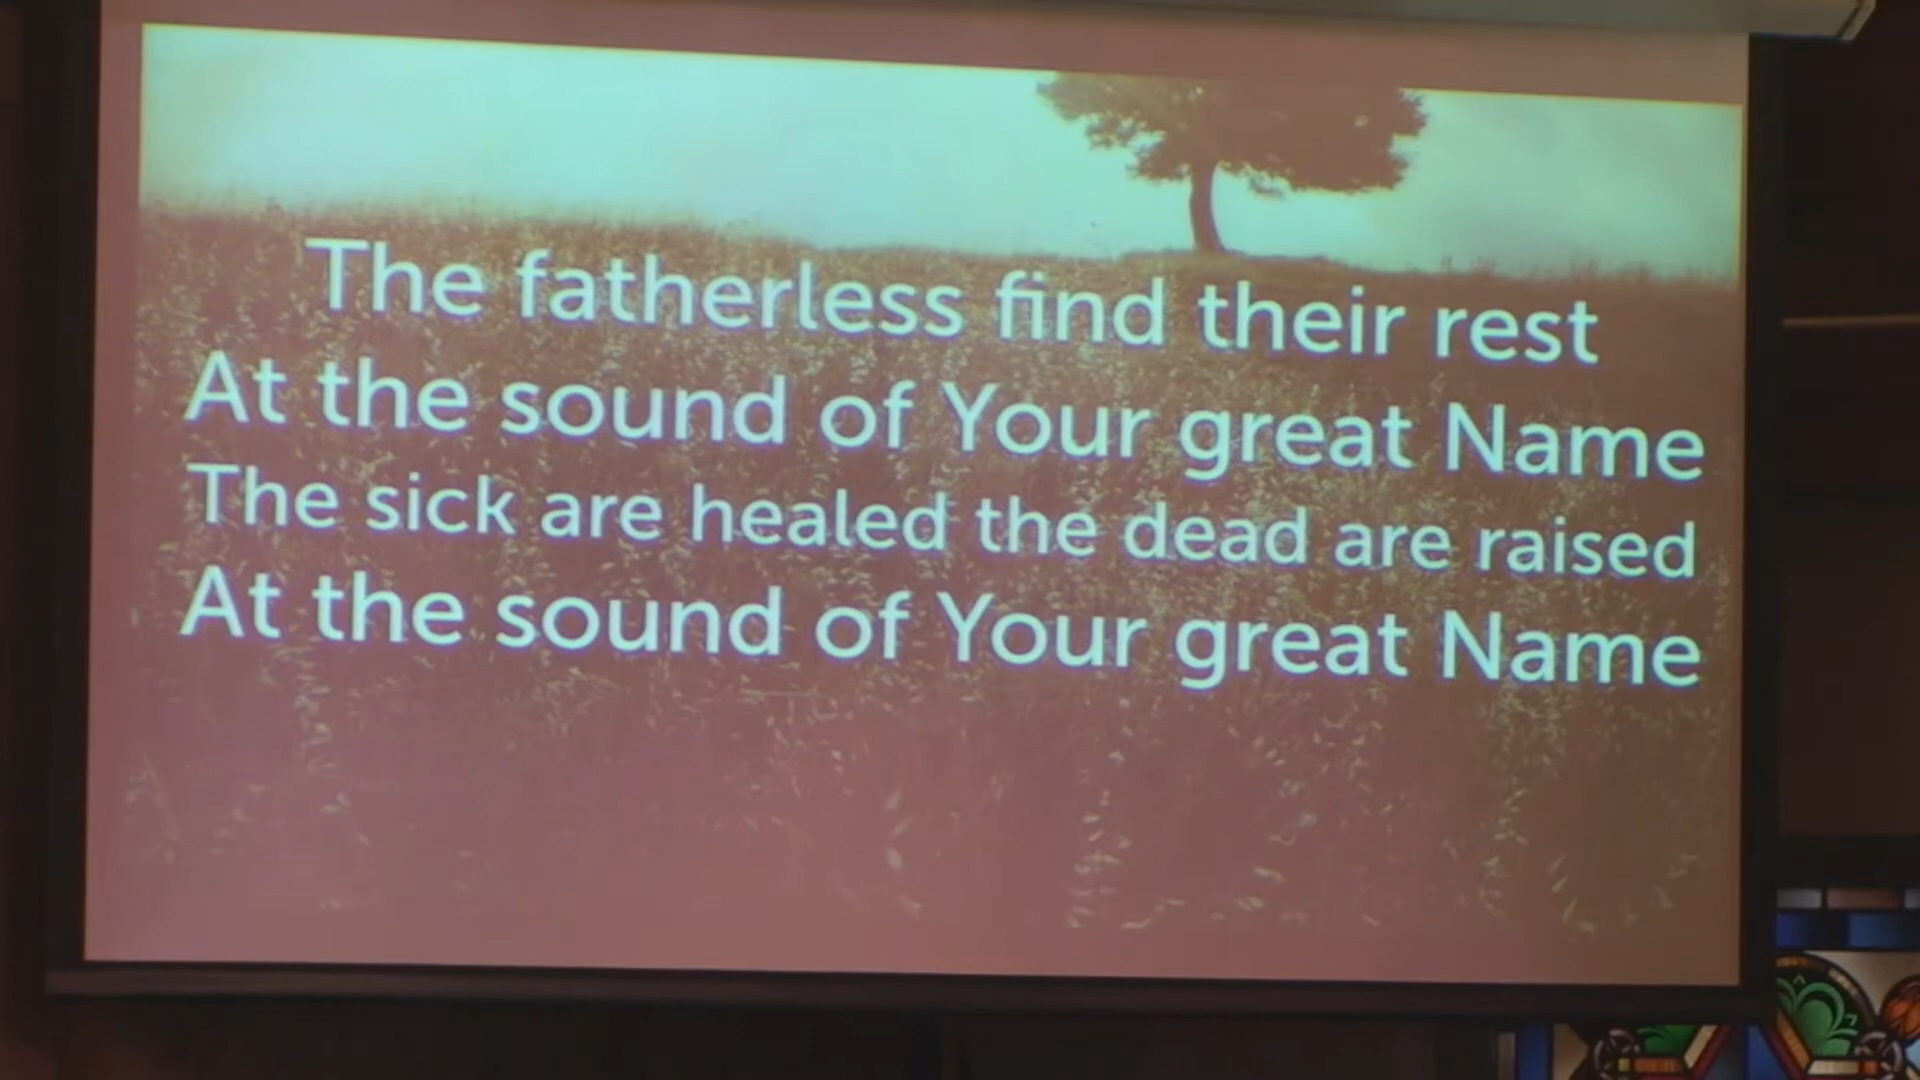 The fatherless find their rest
At the sound of Your great Name
The sick are healed the dead are raised
At the sound of Your great Name